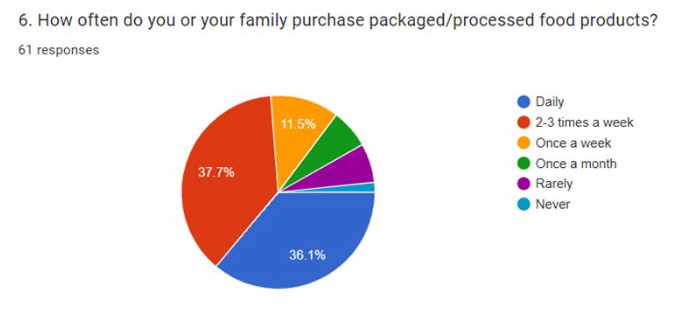 6. How often do you or your family purchase packaged/processed food products?
61 responses
Daily
2-3 times a week
Once a week
Once a month
Rarely
Never
11.5%
37.7%
36.1%